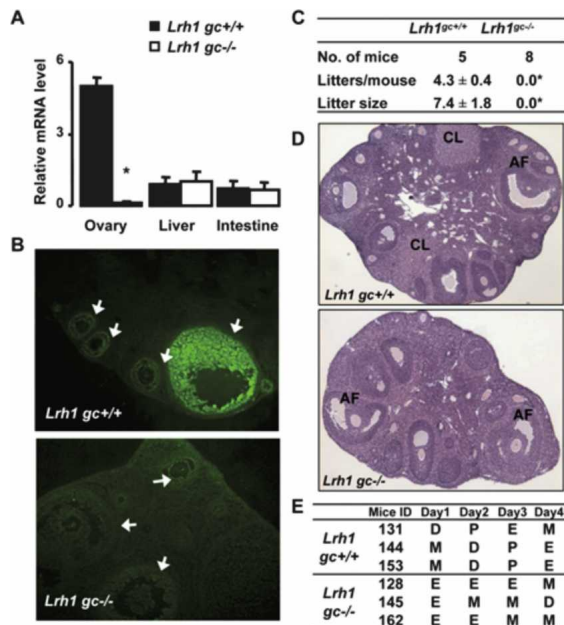 A
Lrh1 gc+/+
Lrh1 gc-/-
Relative mRNA level
6
3
0
*
Ovary Liver Intestine
B
Lrh1 gc+/+
Lrh1 gc-/-
C
Lrh1gc+/+ Lrh1gc-/-
No. of mice 5 8
Litters/mouse 4.3 ± 0.4 0.0*
Litter size 7.4 ± 1.8 0.0*
D
CL
AF
CL
Lrh1 gc+/+
AF
AF
Lrh1 gc-/-
E
Mice ID Day1 Day2 Day3 Day4
Lrh1 gc+/+
131 D P E M
144 M D P E
153 M D P E
Lrh1 gc-/-
128 E E E M
145 E M M D
162 E E M M